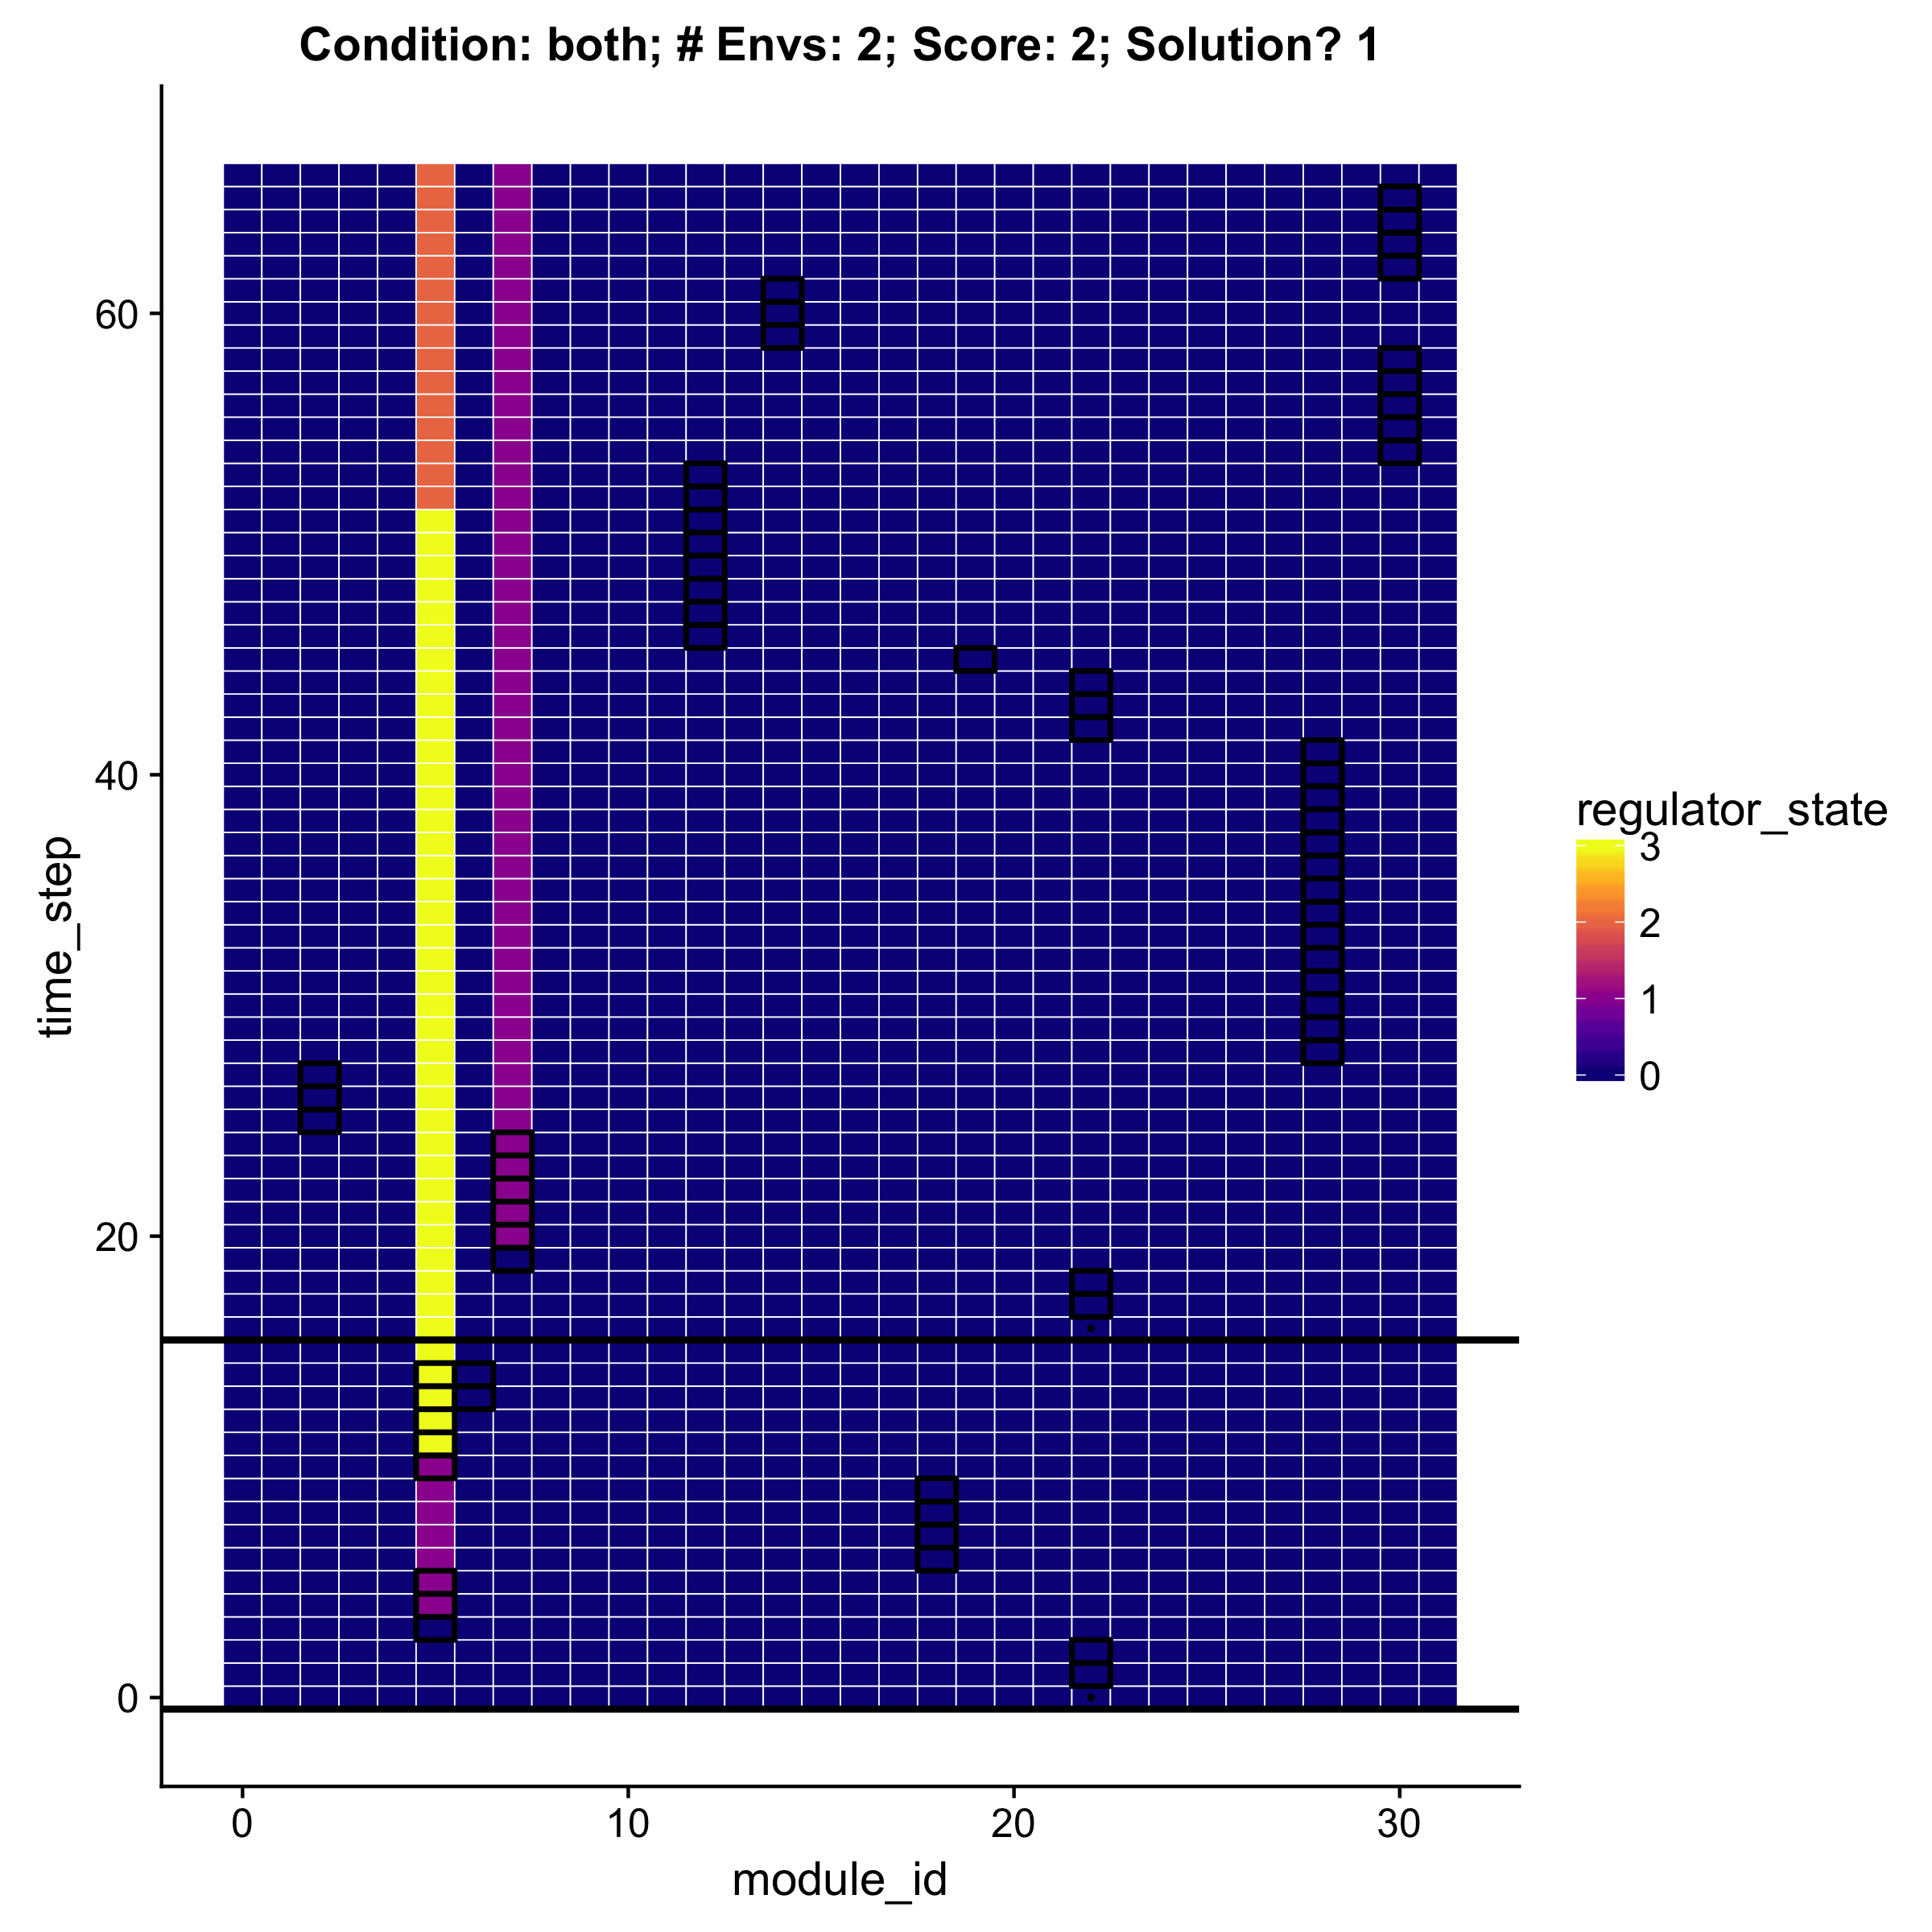 Condition: both; # Envs: 2; Score: 2; Solution? 1
60
40
20
0
time_step
0 10 20 30
module_id
regulator_state
3
2
1
0